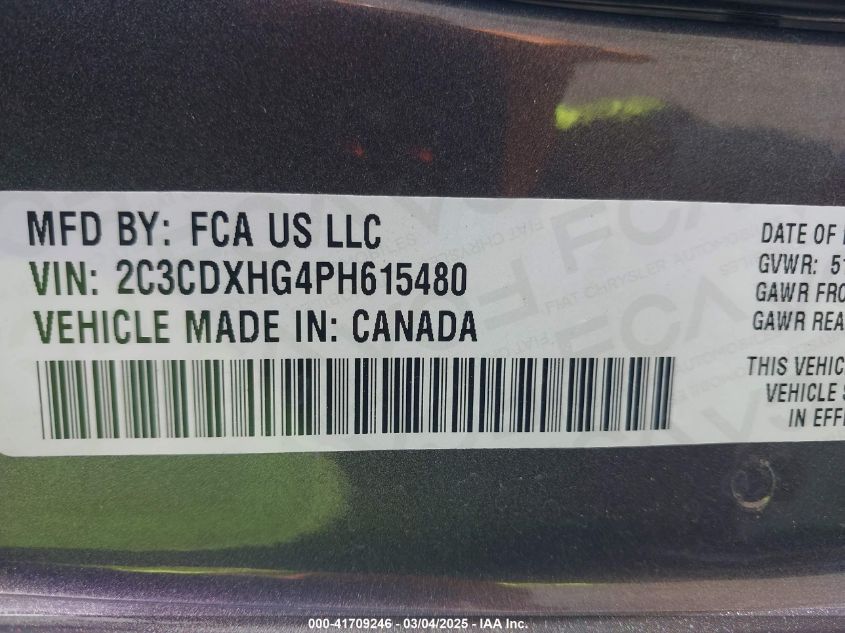 MFD BY: FCA US LLC
VIN: 2C3CDXHG4PH615480
VEHICLE MADE IN: CANADA
DATE OF
GVWR: 51
GAWR FRO
GAWR REA
THIS VEHIC
VEHICLE S
IN EFF
000-41709246 - 03/04/2025 - IAA Inc.